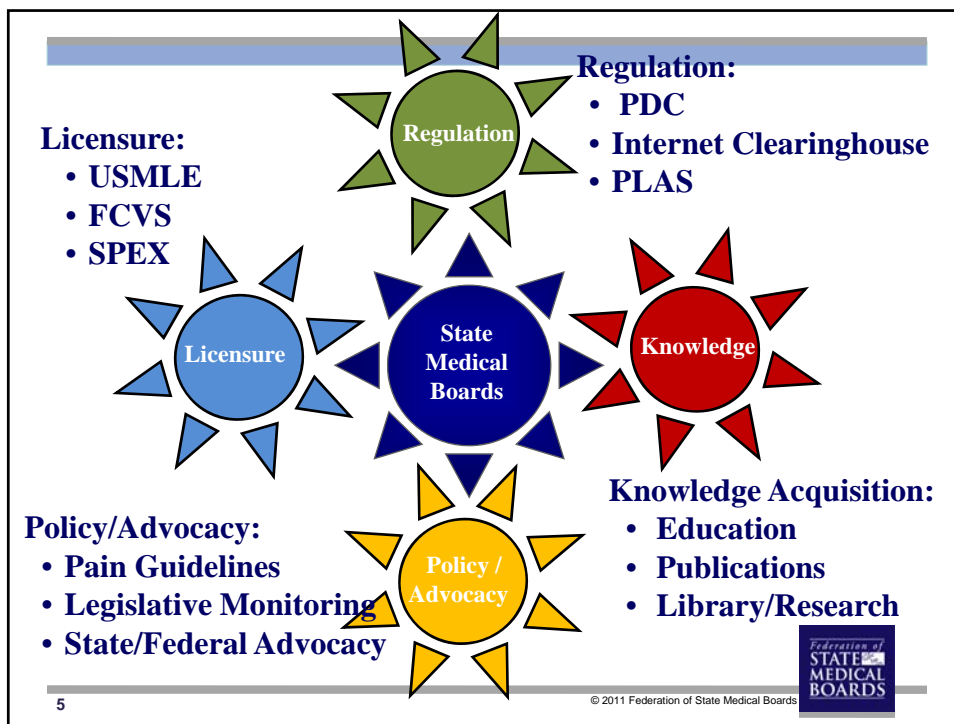 Regulation:
• PDC
• Internet Clearinghouse
• PLAS
Licensure:
• USMLE
• FCVS
• SPEX
Regulation
Licensure
State
Medical
Boards
Knowledge
Policy /
Advocacy
Policy/Advocacy:
• Pain Guidelines
• Legislative Monitoring
• State/Federal Advocacy
Knowledge Acquisition:
• Education
• Publications
• Library/Research
5
© 2011 Federation of State Medical Boards
Federation of
STATE
MEDICAL
BOARDS